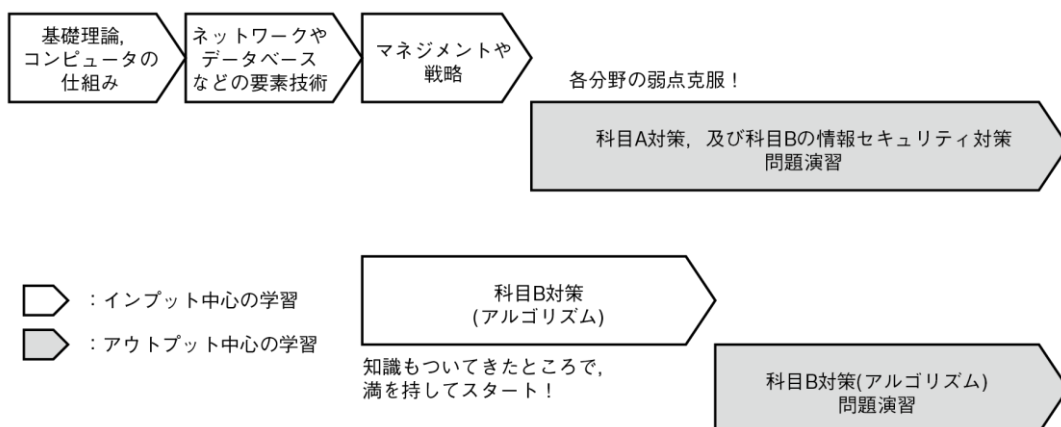 基礎理論,
コンピュータの
仕組み
ネットワークや
データベース
などの要素技術
マネジメントや
戦略
各分野の弱点克服！
科目A対策，及び科目Bの情報セキュリティ対策
問題演習
：インプット中心の学習
：アウトプット中心の学習
科目B対策
(アルゴリズム)
知識もついてきたところで,
満を持してスタート！
科目B対策(アルゴリズム)
問題演習